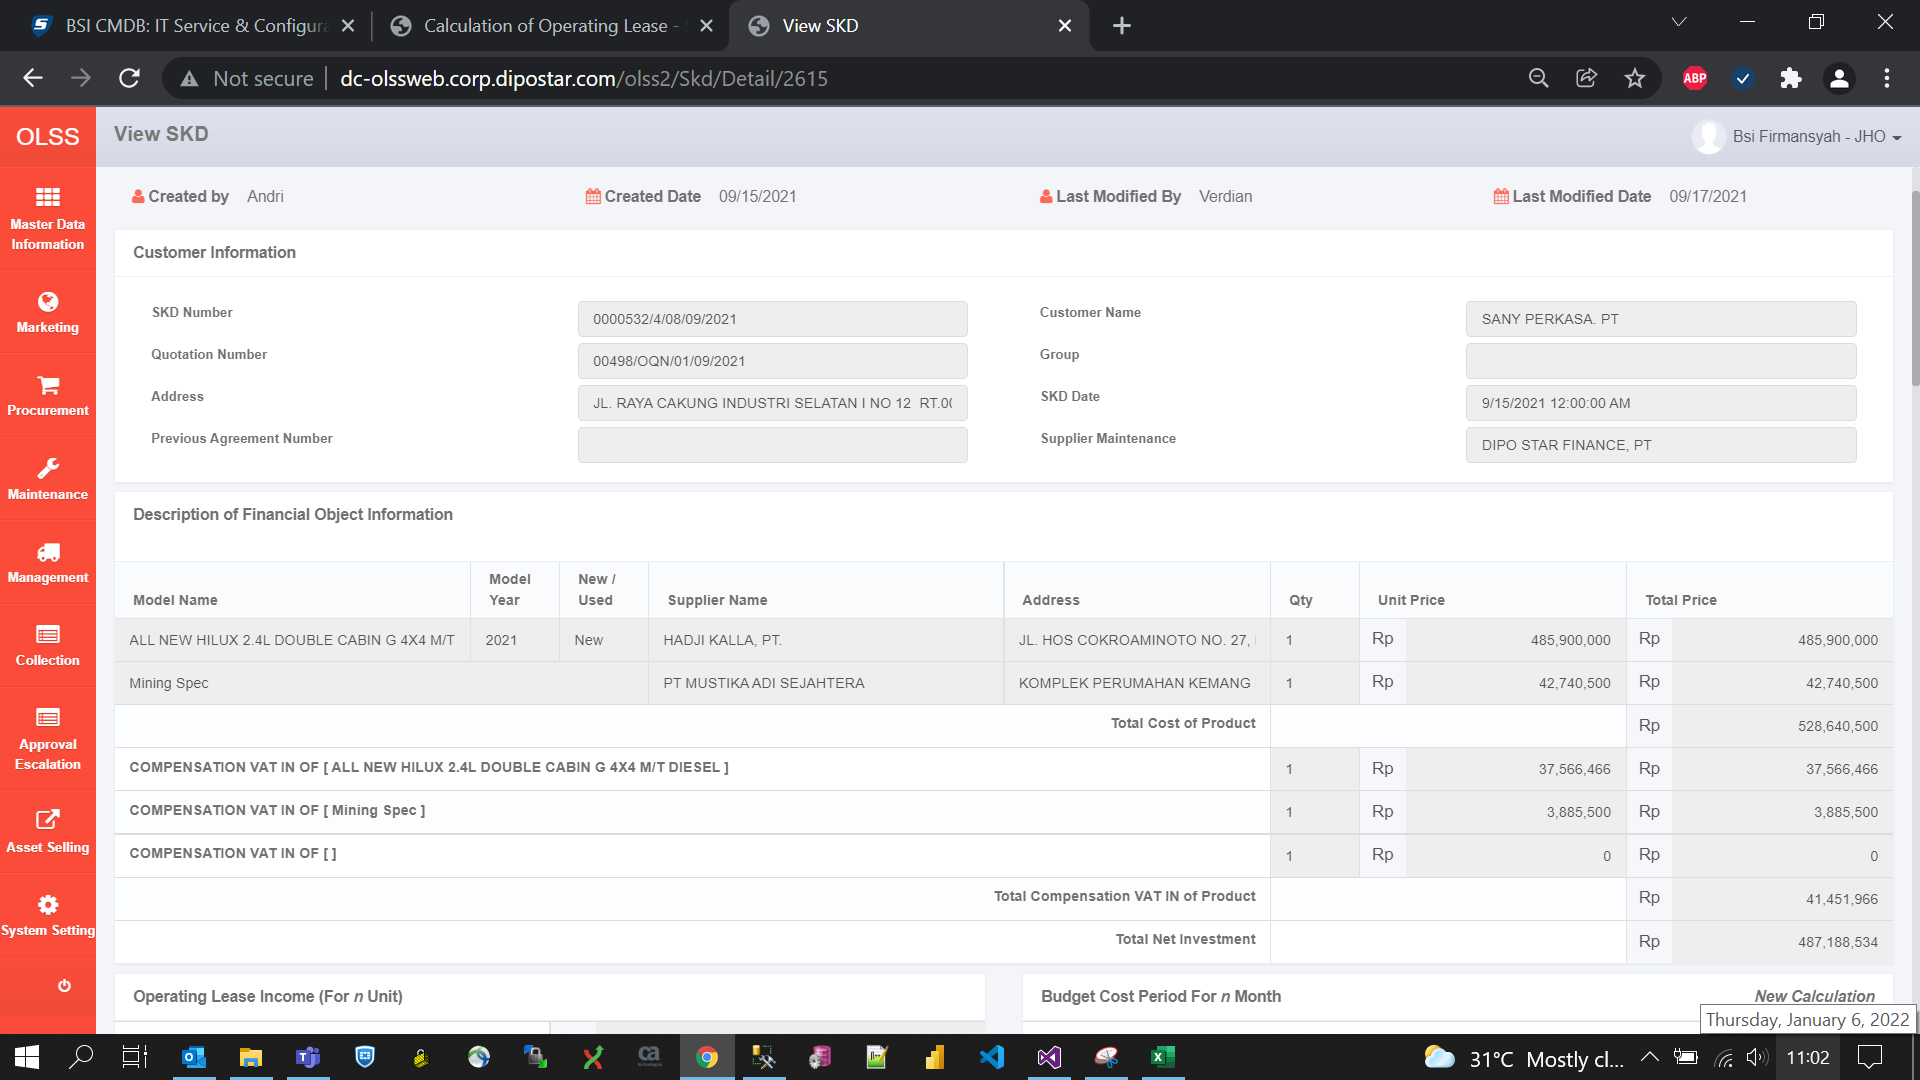 BSI CMDB: IT Service & Configura
Calculation of Operating Lease -
View SKD
Not secure
dc-olssweb.corp.dipostar.com/olss2/Skd/Detail/2615
ABP
OLSS
View SKD
Bsi Firmansyah - JHO
Master Data Information
Marketing
Procurement
Maintenance
Management
Collection
Approval Escalation
Asset Selling
System Setting
Created by Andri
Created Date 09/15/2021
Last Modified By Verdian
Last Modified Date 09/17/2021
Customer Information
SKD Number 0000532/4/08/09/2021
Customer Name SANY PERKASA. PT
Quotation Number 00498/OQN/01/09/2021
Group
Address JL. RAYA CAKUNG INDUSTRI SELATAN I NO 12 RT.00
SKD Date 9/15/2021 12:00:00 AM
Previous Agreement Number
Supplier Maintenance DIPO STAR FINANCE, PT
Description of Financial Object Information
Model Name Model Year New / Used Supplier Name Address Qty Unit Price Total Price
ALL NEW HILUX 2.4L DOUBLE CABIN G 4X4 M/T 2021 New HADJI KALLA, PT. JL. HOS COKROAMINOTO NO. 27, 1 Rp 485,900,000 Rp 485,900,000
Mining Spec PT MUSTIKA ADI SEJAHTERA KOMPLEK PERUMAHAN KEMANG 1 Rp 42,740,500 Rp 42,740,500
Total Cost of Product Rp 528,640,500
COMPENSATION VAT IN OF [ ALL NEW HILUX 2.4L DOUBLE CABIN G 4X4 M/T DIESEL ] 1 Rp 37,566,466 Rp 37,566,466
COMPENSATION VAT IN OF [ Mining Spec ] 1 Rp 3,885,500 Rp 3,885,500
COMPENSATION VAT IN OF [ ] 1 Rp 0 Rp 0
Total Compensation VAT IN of Product Rp 41,451,966
Total Net Investment Rp 487,188,534
Operating Lease Income (For n Unit)
Budget Cost Period For n Month
New Calculation
Thursday, January 6, 2022
31°C Mostly cl...
11:02